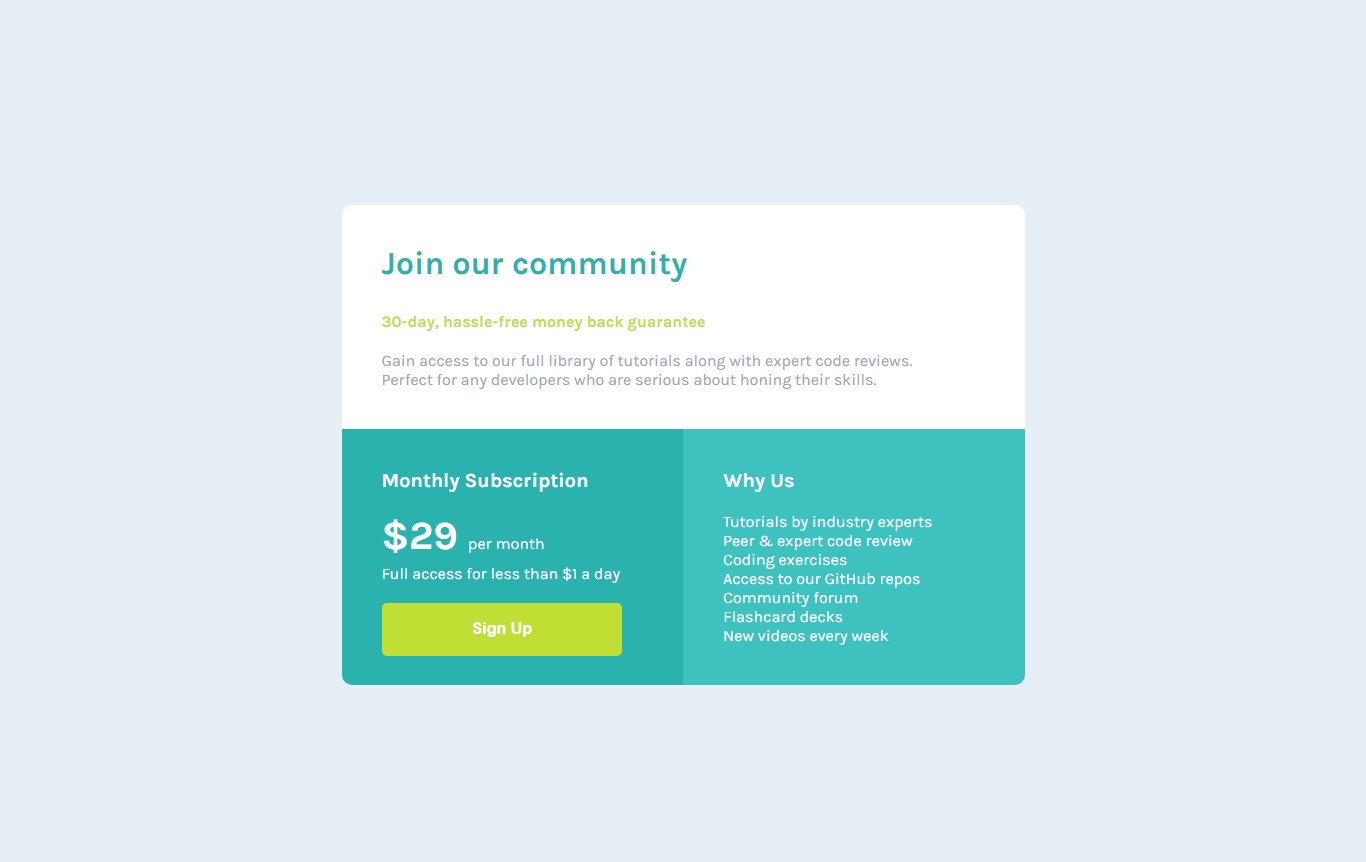 Join our community
30-day, hassle-free money back guarantee
Gain access to our full library of tutorials along with expert code reviews.
Perfect for any developers who are serious about honing their skills.
Monthly Subscription
$29 per month
Full access for less than $1 a day
Sign Up
Why Us
Tutorials by industry experts
Peer & expert code review
Coding exercises
Access to our GitHub repos
Community forum
Flashcard decks
New videos every week